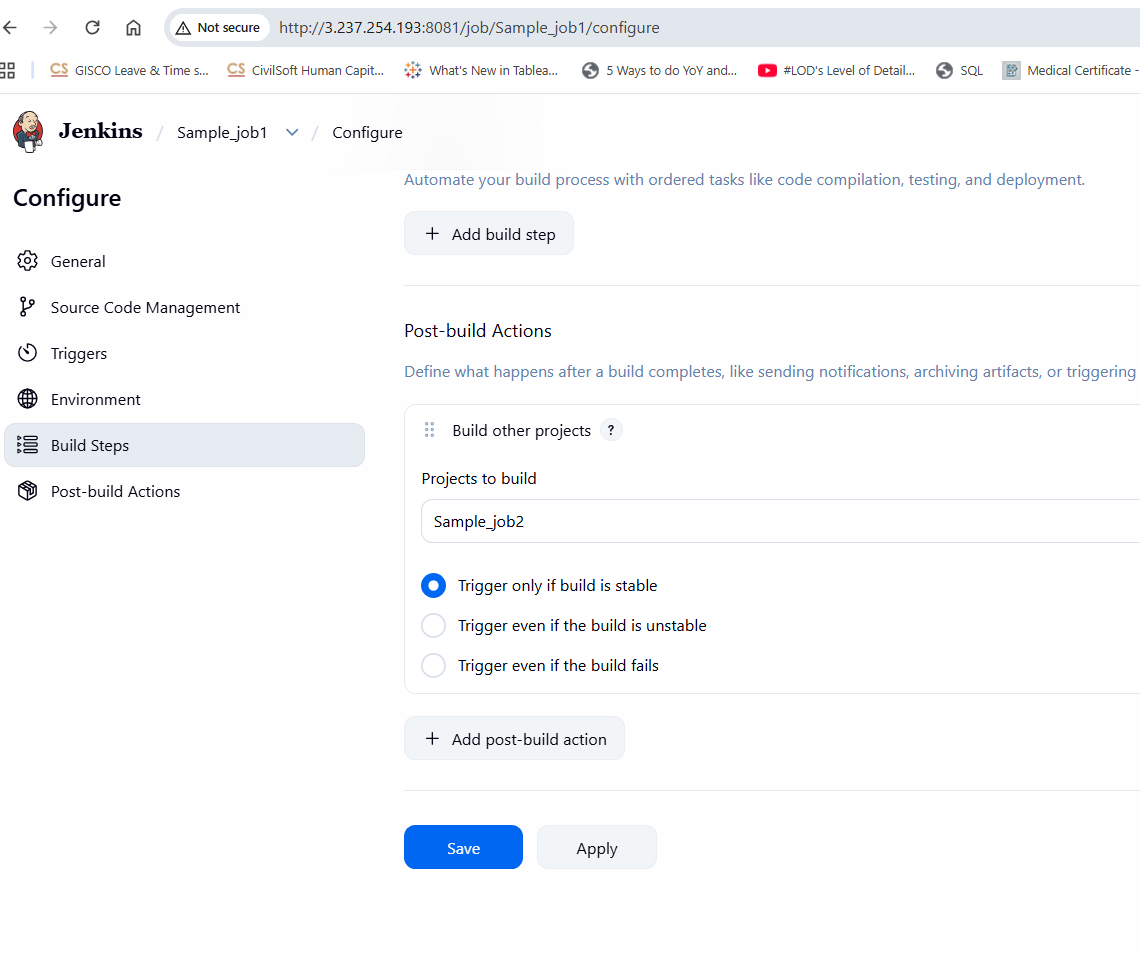 Not secure http://3.237.254.193:8081/job/Sample_job1/configure
CS GISCO Leave & Time s... CS CivilSoft Human Capit... What's New in Tablea... 5 Ways to do YoY and... #LOD's Level of Detail... SQL Medical Certificate -
Jenkins / Sample_job1 / Configure
Configure
General
Source Code Management
Triggers
Environment
Build Steps
Post-build Actions
Automate your build process with ordered tasks like code compilation, testing, and deployment.
+ Add build step
Post-build Actions
Define what happens after a build completes, like sending notifications, archiving artifacts, or triggering
Build other projects ?
Projects to build
Sample_job2
Trigger only if build is stable
Trigger even if the build is unstable
Trigger even if the build fails
+ Add post-build action
Save Apply